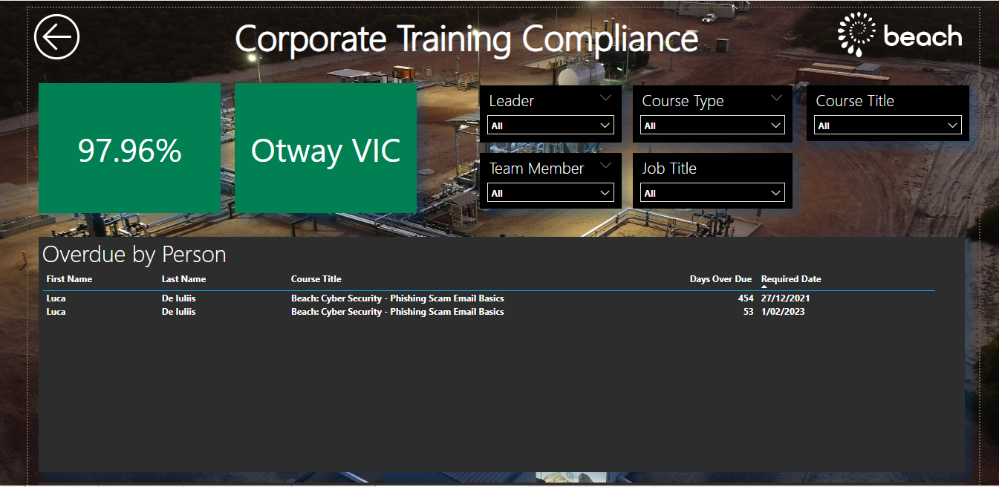 Corporate Training Compliance
beach
97.96%
Otway VIC
Leader
All
Course Type
All
Course Title
All
Team Member
All
Job Title
All
Overdue by Person
First Name Last Name Course Title Days Over Due Required Date
Luca De Iuliis Beach: Cyber Security - Phishing Scam Email Basics 454 27/12/2021
Luca De Iuliis Beach: Cyber Security - Phishing Scam Email Basics 53 1/02/2023